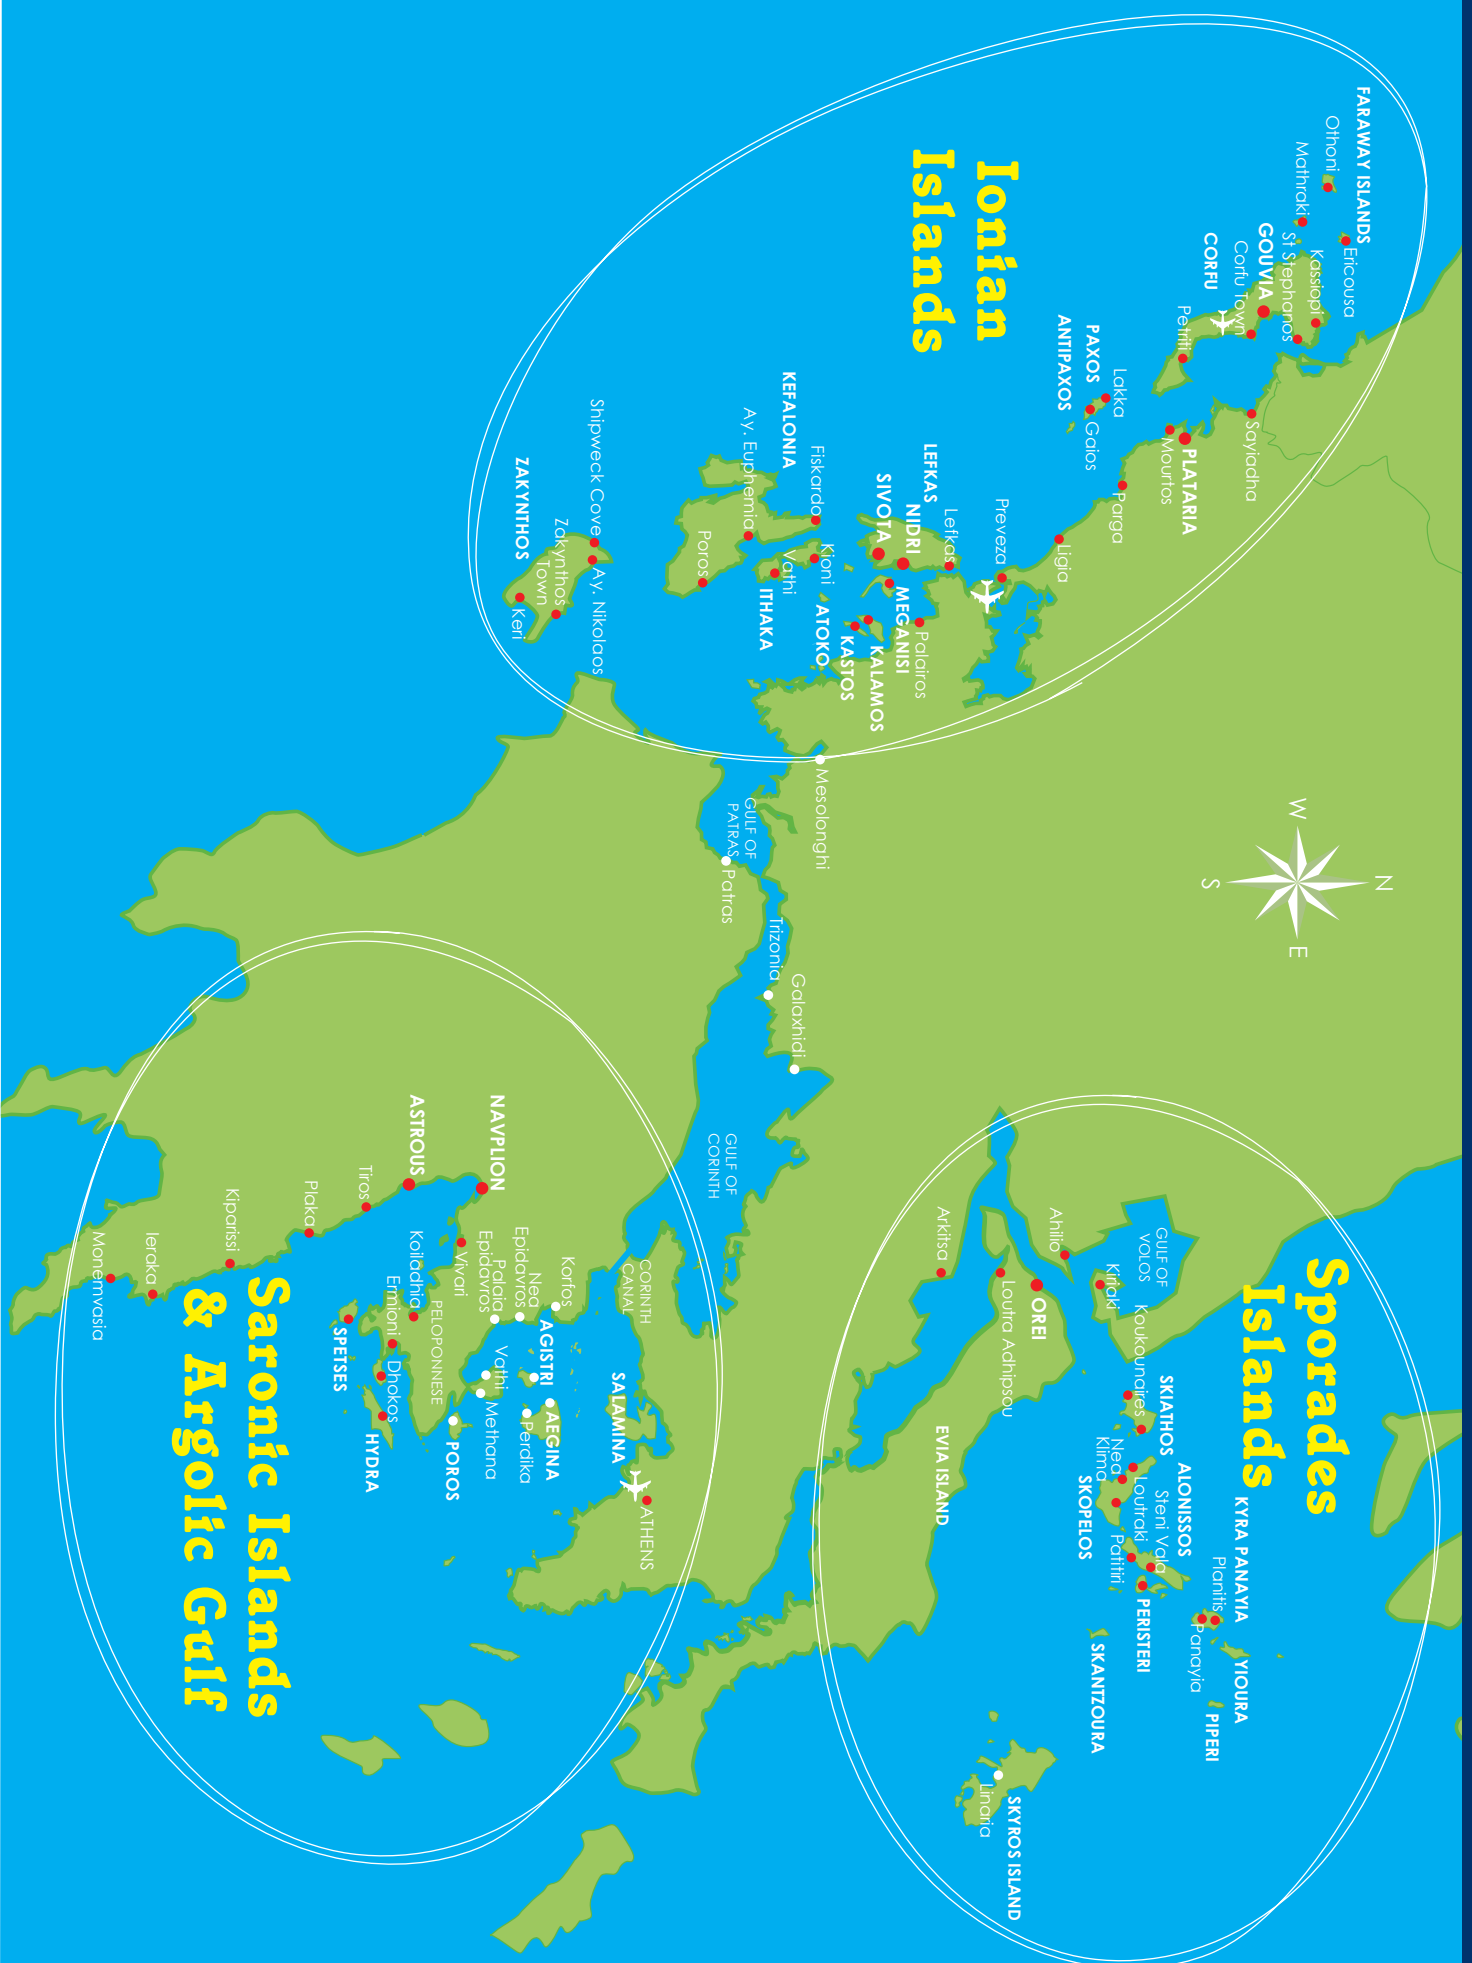 FARAWAY ISLANDS
Othoni
Mathraki
Ericousa
Kassiopi
St Stephanos
GOUVIA
Corfu Town
CORFU
Petriti
Sayiadha
PLATARIA
Mourtos
Lakka
PAXOS
Gaios
ANTIPAXOS
Parga
Ionian
Islands
Ligia
Preveza
Lefkas
LEFKAS
NIDRI
SIVOTA
Palairos
MEGANISI
KALAMOS
KASTOS
ATOKO
Fiskardo
Kioni
KEFALONIA
Vathi
ITHAKA
Ay. Euphemia
Poros
Shipweck Cove
Ay. Nikolaos
Zakynthos
Town
ZAKYNTHOS
Keri
N
W
E
S
Mesolonghi
GULF OF
PATRAS
Patras
Trizonia
Galaxhidi
GULF OF
CORINTH
Sporades
Islands
GULF OF
VOLOS
Ahilio
Kiriaki
Koukounaries
SKIATHOS
Arkitsa
Loutra Adhipsou
OREI
EVIA ISLAND
Nea
Klima
Loutraki
SKOPELOS
ALONISSOS
Steni Vala
Patitiri
PERISTERI
KYRA PANAYIA
Planitis
Panayia
YIOURA
PIPERI
SKANTZOURA
SKYROS ISLAND
Linaria
CORINTH
CANAL
Korfos
Nea
Epidavros
Palaia
Epidavros
Vivari
NAVPLION
ASTROUS
Tiros
Plaka
Kiparissi
Ieraka
Monemvasia
Koiladhia
PELOPONNESE
Ermioni
SPETSES
Dhokos
HYDRA
AGISTRI
SALAMINA
ATHENS
AEGINA
Perdika
Vathi
Methana
POROS
Saronic Islands
& Argolic Gulf